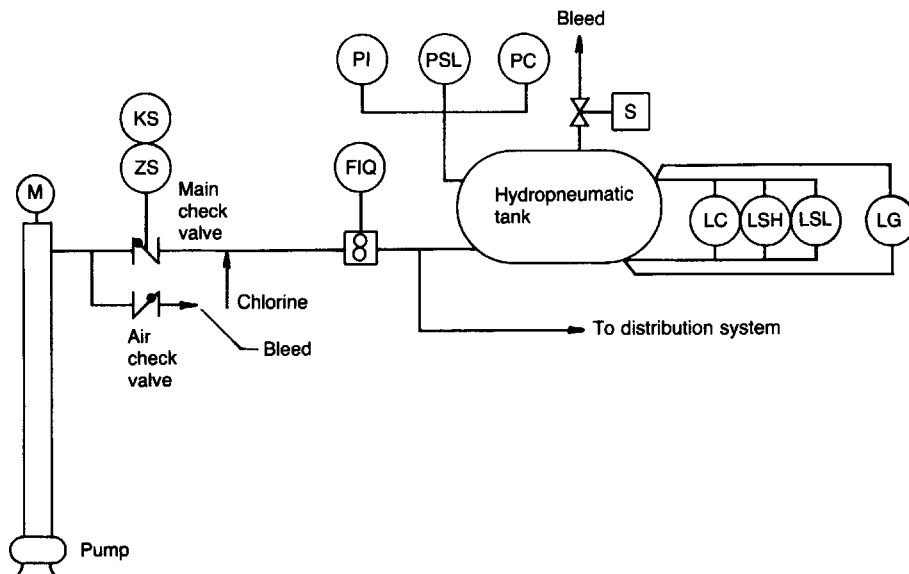 Bleed
PI
PSL
PC
S
KS
ZS
FIQ
M
Main
check
valve
Hydropneumatic
tank
LC
LSH
LSL
LG
Chlorine
To distribution system
Air
check
valve
Bleed
Pump